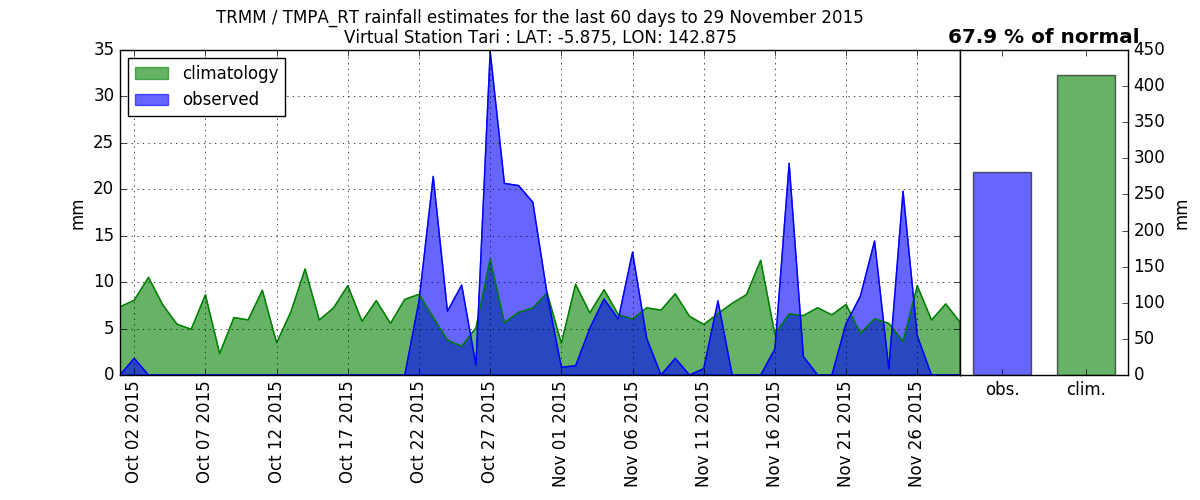 TRMM / TMPA_RT rainfall estimates for the last 60 days to 29 November 2015
Virtual Station Tari : LAT: -5.875, LON: 142.875
67.9 % of normal
climatology
observed
35
30
25
20
15
10
5
0
mm
Oct 02 2015
Oct 07 2015
Oct 12 2015
Oct 17 2015
Oct 22 2015
Oct 27 2015
Nov 01 2015
Nov 06 2015
Nov 11 2015
Nov 16 2015
Nov 21 2015
Nov 26 2015
450
400
350
300
250
200
150
100
50
0
mm
obs.
clim.